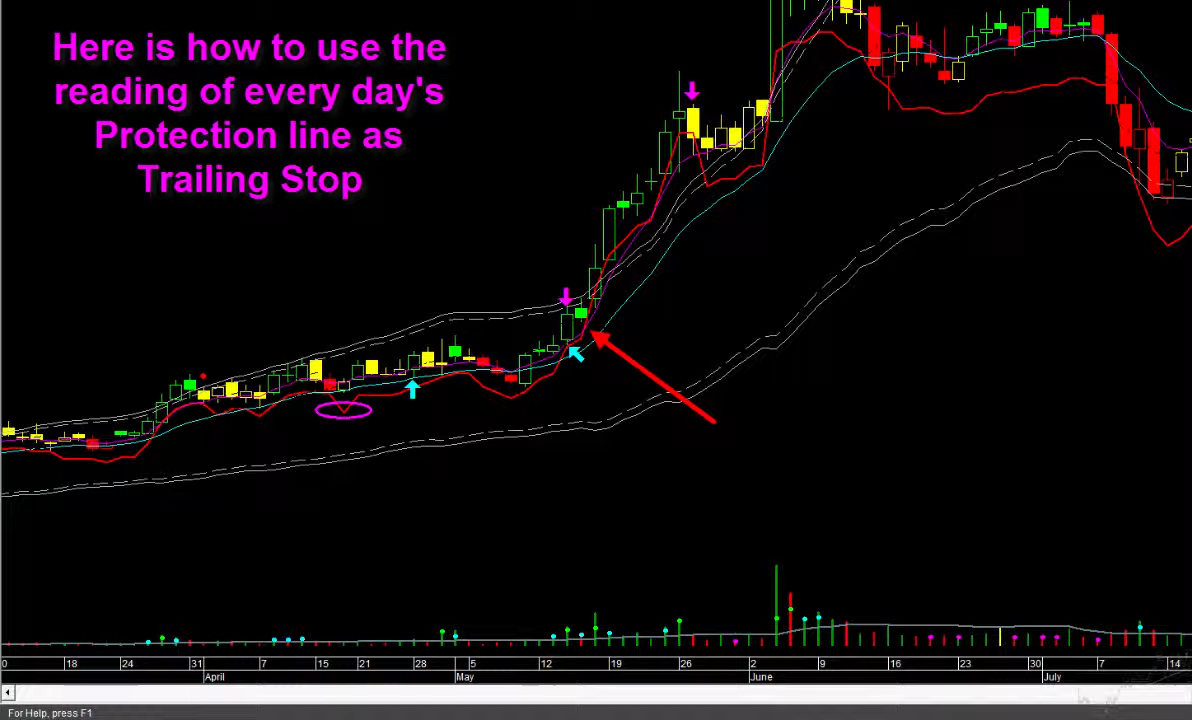 Here is how to use the
reading of every day's
Protection line as
Trailing Stop
0 18 24 31 7 15 21 28 5 12 19 26 2 9 16 23 30 7 14
April May June July
For Help, press F1